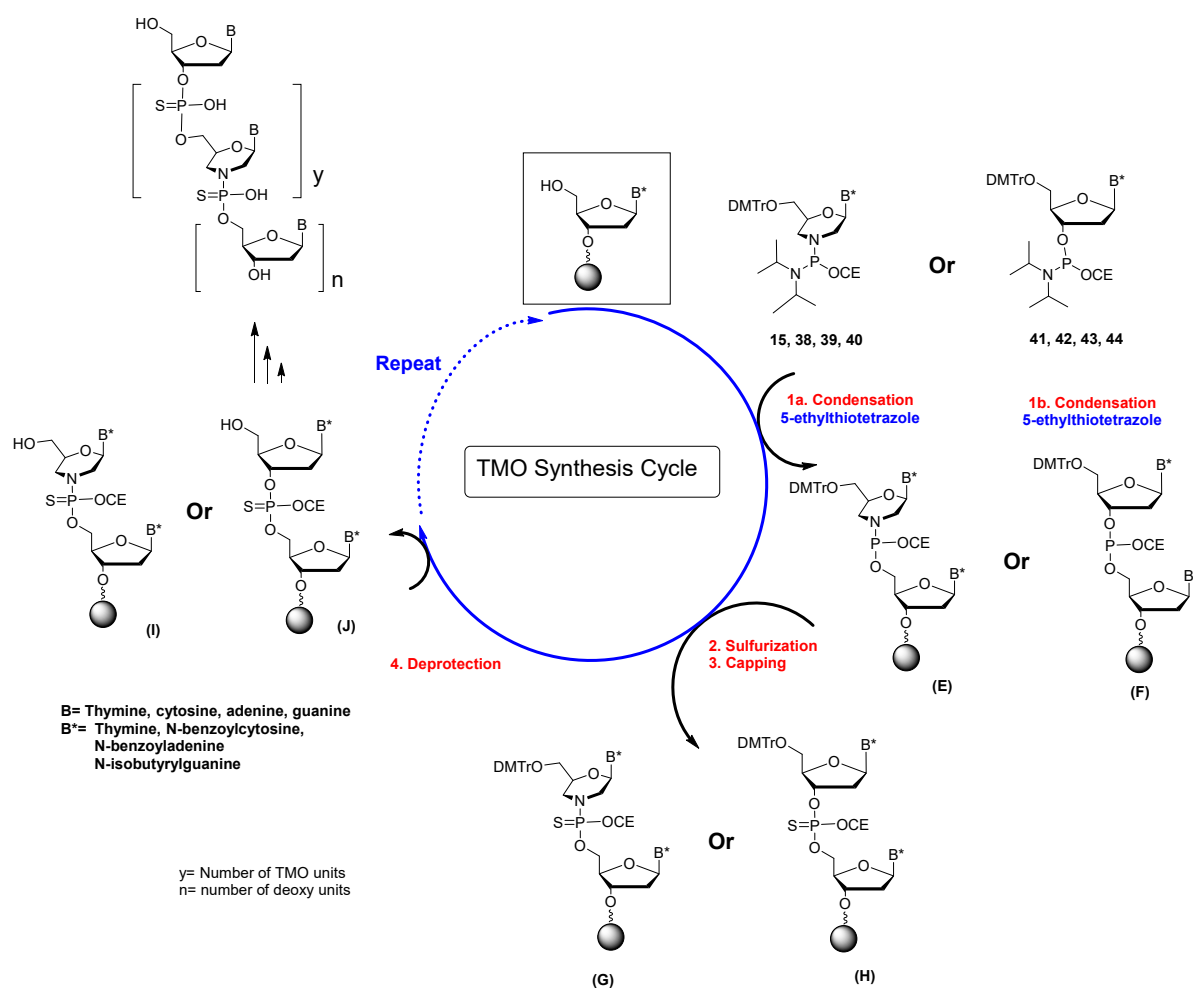 HO
O
B
O
S=P-OH
O
O
B
N
y
S=P-OH
O
O
B
OH
n
HO
O
B*
O
DMTrO
O
B*
N
N
P
OCE
15, 38, 39, 40
Or
DMTrO
O
B*
O
N
P
OCE
41, 42, 43, 44
Repeat
1a. Condensation
5-ethylthiotetrazole
1b. Condensation
5-ethylthiotetrazole
TMO Synthesis Cycle
HO
O
B*
N
S=P-OCE
O
O
B*
O
(I)
Or
HO
O
B*
O
S=P-OCE
O
O
B*
O
(J)
DMTrO
O
B*
N
P-OCE
O
O
B*
O
(E)
Or
DMTrO
O
B*
O
P-OCE
O
O
B
O
(F)
4. Deprotection
2. Sulfurization
3. Capping
B= Thymine, cytosine, adenine, guanine
B*= Thymine, N-benzoylcytosine,
N-benzoyladenine
N-isobutyrylguanine
y= Number of TMO units
n= number of deoxy units
DMTrO
O
B*
N
S=P-OCE
O
O
B*
O
(G)
Or
DMTrO
O
B*
O
S=P-OCE
O
O
B*
O
(H)